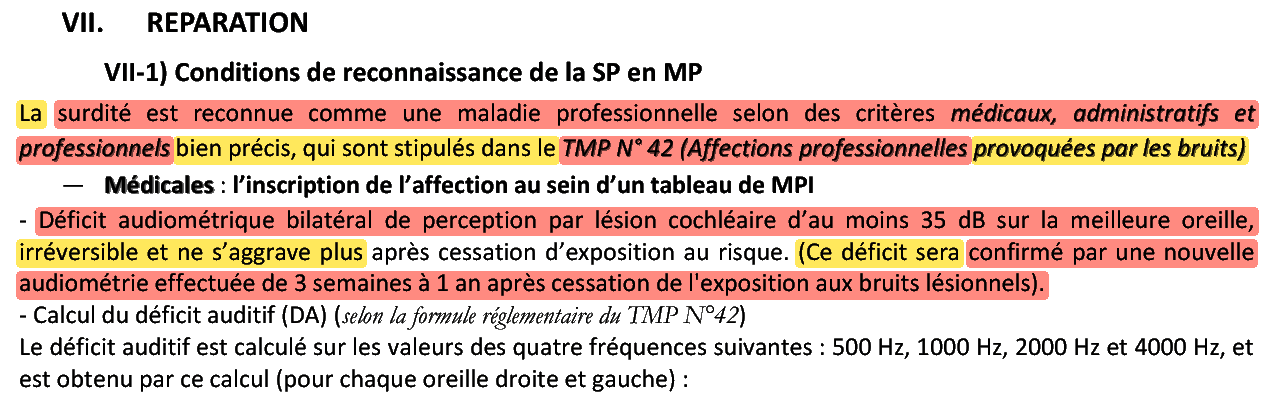 VII. REPARATION
VII-1) Conditions de reconnaissance de la SP en MP
La surdité est reconnue comme une maladie professionnelle selon des critères médicaux, administratifs et
professionnels bien précis, qui sont stipulés dans le TMP N° 42 (Affections professionnelles provoquées par les bruits)
— Médicales : l'inscription de l'affection au sein d'un tableau de MPI
- Déficit audiométrique bilatéral de perception par lésion cochléaire d'au moins 35 dB sur la meilleure oreille,
irréversible et ne s'aggrave plus après cessation d'exposition au risque. (Ce déficit sera confirmé par une nouvelle
audiométrie effectuée de 3 semaines à 1 an après cessation de l'exposition aux bruits lésionnels).
- Calcul du déficit auditif (DA) (selon la formule réglementaire du TMP N°42)
Le déficit auditif est calculé sur les valeurs des quatre fréquences suivantes : 500 Hz, 1000 Hz, 2000 Hz et 4000 Hz, et
est obtenu par ce calcul (pour chaque oreille droite et gauche) :